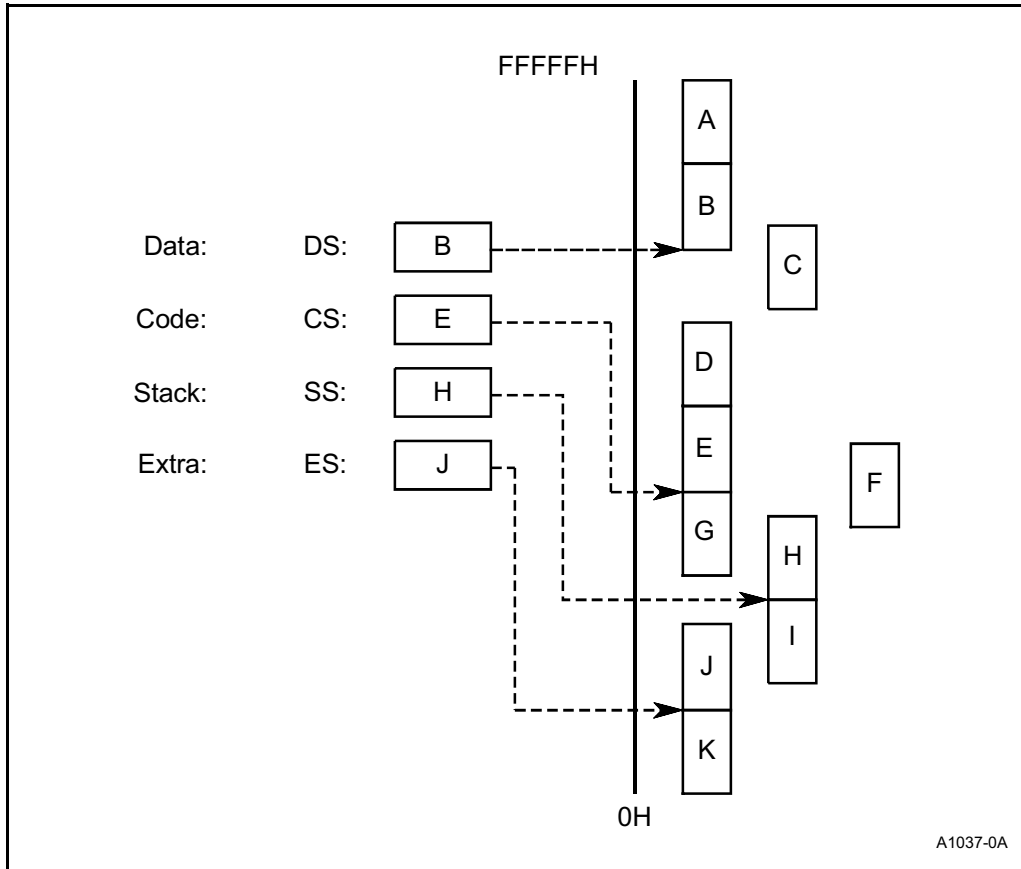 FFFFFH
A
B
Data: DS: B
C
Code: CS: E
D
Stack: SS: H
E
Extra: ES: J
F
G
H
I
J
K
0H
A1037-0A